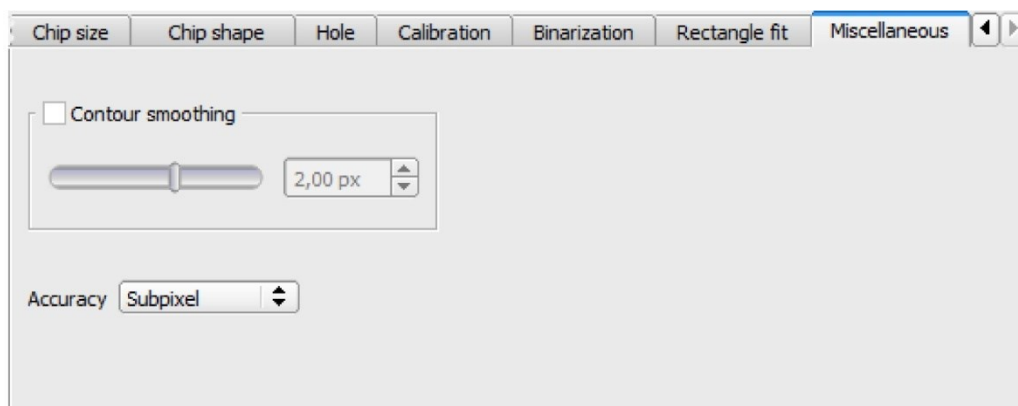 Chip size Chip shape Hole Calibration Binarization Rectangle fit Miscellaneous
Contour smoothing
2,00 px
Accuracy Subpixel